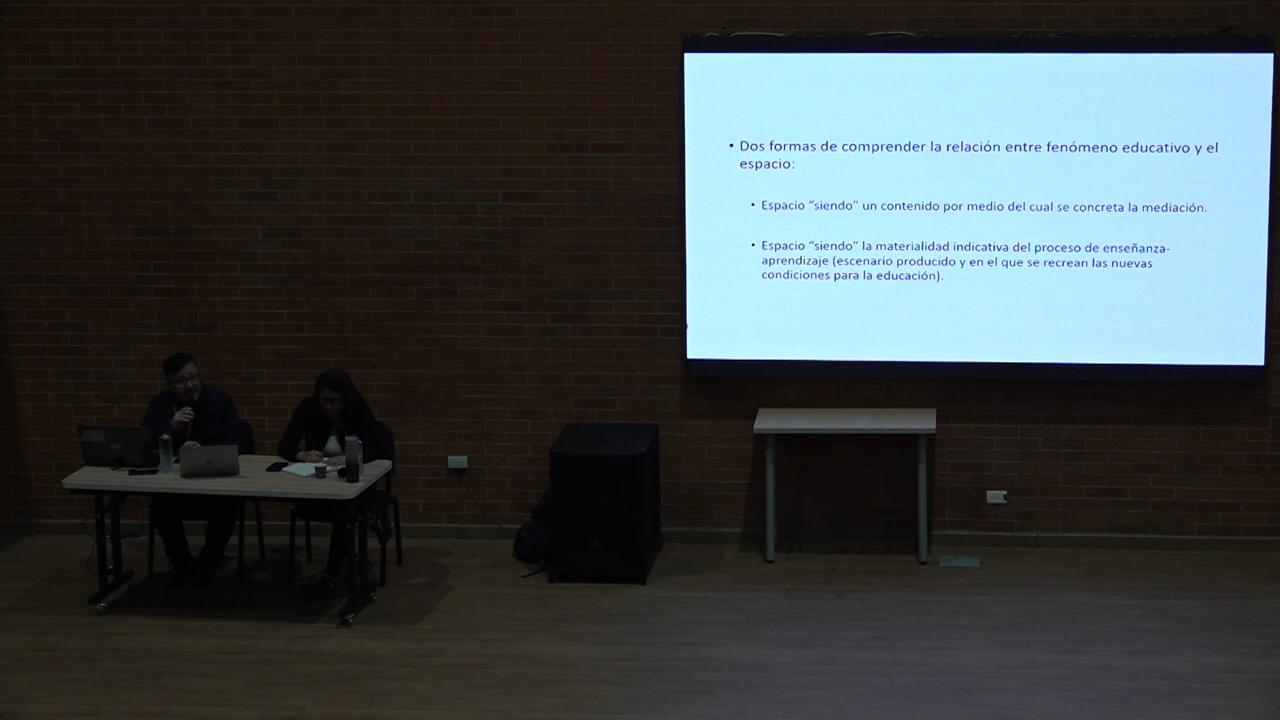 • Dos formas de comprender la relación entre fenómeno educativo y el
espacio:
• Espacio “siendo” un contenido por medio del cual se concreta la mediación.
• Espacio “siendo” la materialidad indicativa del proceso de enseñanza-
aprendizaje (escenario producido y en el que se recrean las nuevas
condiciones para la educación).